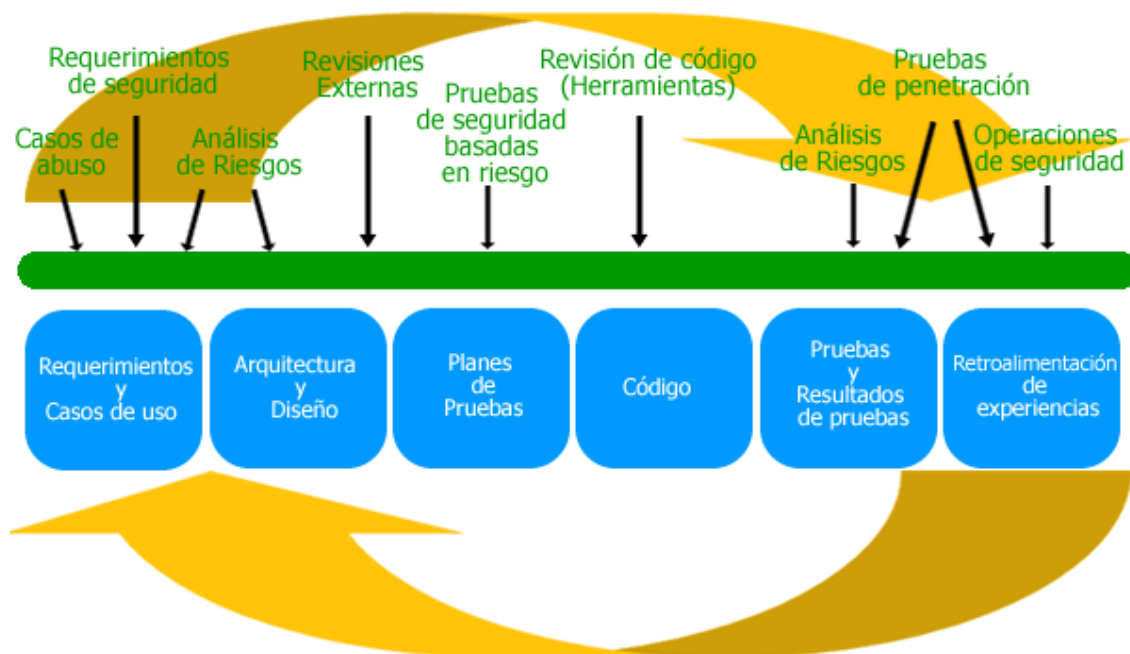 Requerimientos
de seguridad
Casos de
abuso
Análisis
de Riesgos
Revisiones
Externas
Pruebas
de seguridad
basadas
en riesgo
Revisión de código
(Herramientas)
Análisis
de Riesgos
Pruebas
de penetración
Operaciones
de seguridad
Requerimientos
y
Casos de uso
Arquitectura
y
Diseño
Planes
de
Pruebas
Código
Pruebas
y
Resultados
de pruebas
Retroalimentación
de
experiencias